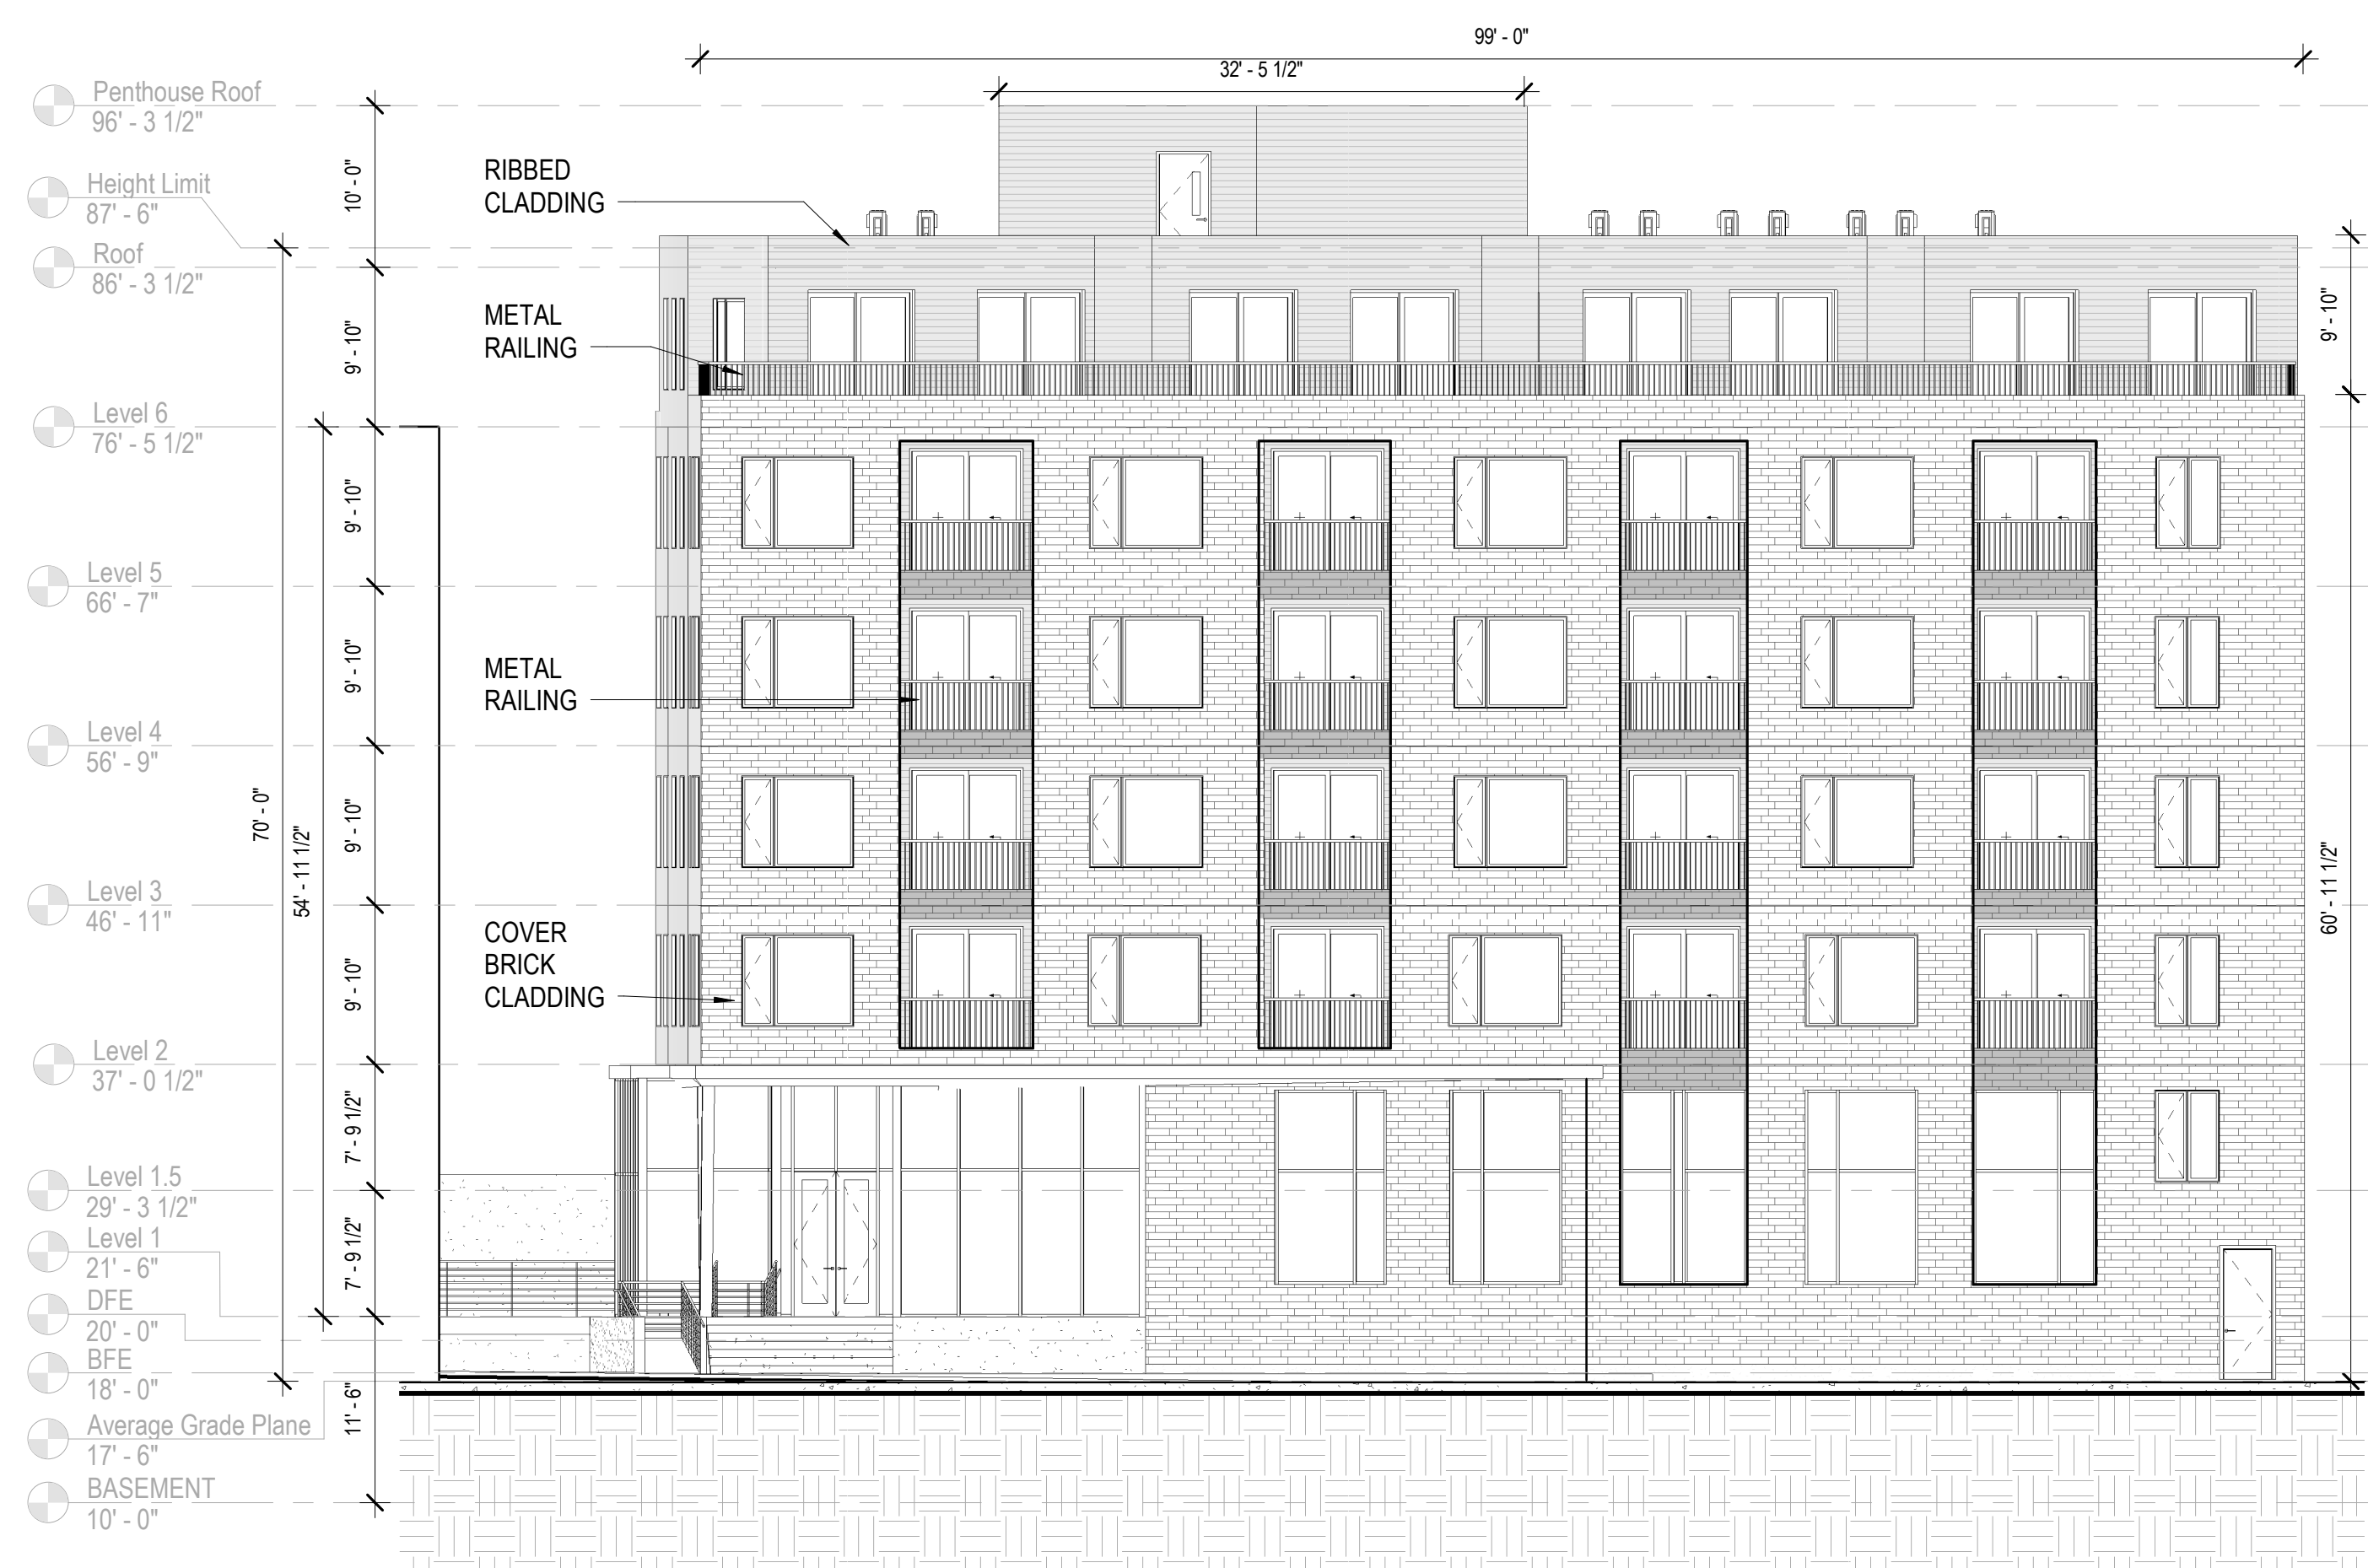 99' - 0"
32' - 5 1/2"
Penthouse Roof
96' - 3 1/2"
Height Limit
87' - 6"
Roof
86' - 3 1/2"
Level 6
76' - 5 1/2"
Level 5
66' - 7"
Level 4
56' - 9"
Level 3
46' - 11"
Level 2
37' - 0 1/2"
Level 1.5
29' - 3 1/2"
Level 1
21' - 6"
DFE
20' - 0"
BFE
18' - 0"
Average Grade Plane
17' - 6"
BASEMENT
10' - 0"
70' - 0"
54' - 11 1/2"
10' - 0"
9' - 10"
9' - 10"
9' - 10"
9' - 10"
9' - 10"
7' - 9 1/2"
7' - 9 1/2"
11' - 6"
RIBBED
CLADDING
METAL
RAILING
METAL
RAILING
COVER
BRICK
CLADDING
9' - 10"
60' - 11 1/2"